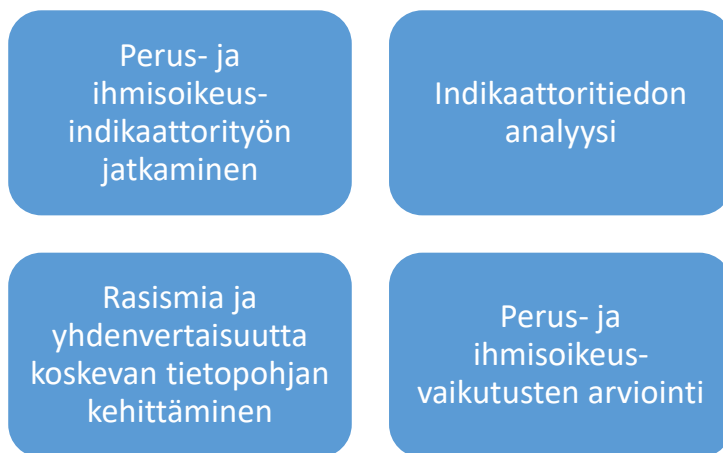 Perus- ja
ihmisoikeus-
indikaattorityön
jatkaminen
Indikaattoritiedon
analyysi
Rasismia ja
yhdenvertaisuutta
koskevan tietopohjan
kehittäminen
Perus- ja
ihmisoikeus-
vaikutusten arviointi